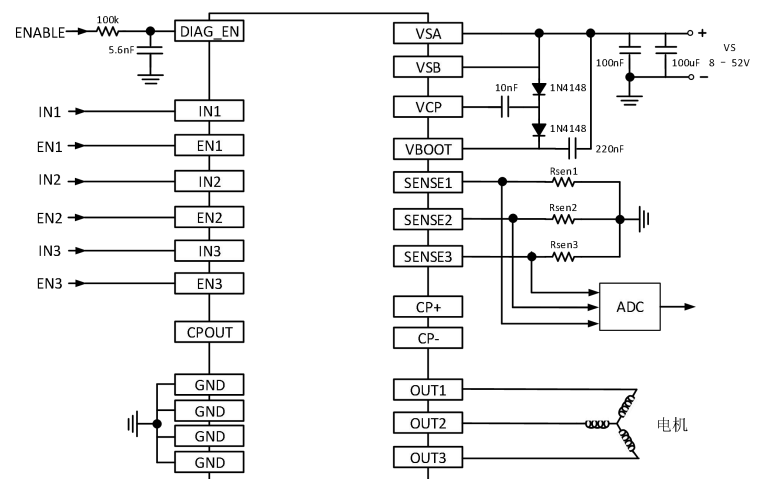 ENABLE
100k
5.6nF
DIAG_EN
IN1
IN1
EN1
EN1
IN2
IN2
EN2
EN2
IN3
IN3
EN3
EN3
CPOUT
GND
GND
GND
GND
VSA
VSB
VCP
VBOOT
SENSE1
SENSE2
SENSE3
CP+
CP-
OUT1
OUT2
OUT3
10nF
1N4148
1N4148
220nF
100nF
100uF
+
VS
8 - 52V
-
Rsen1
Rsen2
Rsen3
ADC
电机